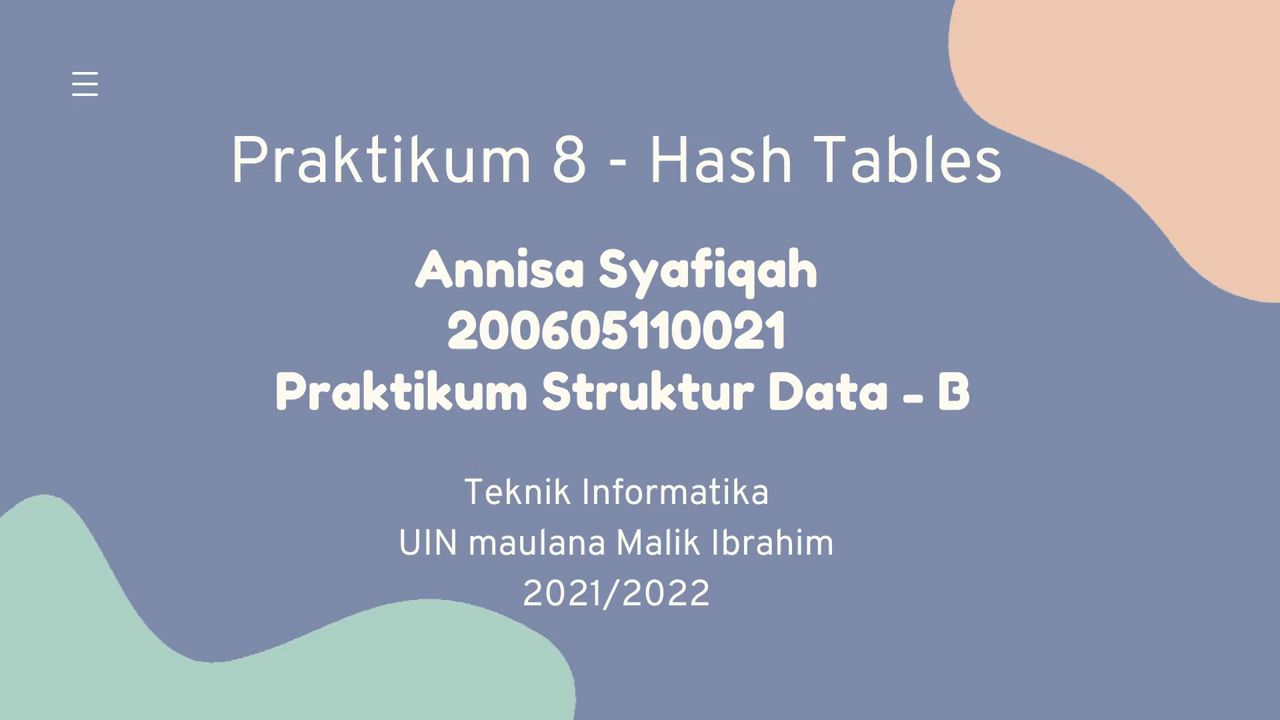 Praktikum 8 - Hash Tables
Annisa Syafiqah
200605110021
Praktikum Struktur Data - B
Teknik Informatika
UIN maulana Malik Ibrahim
2021/2022